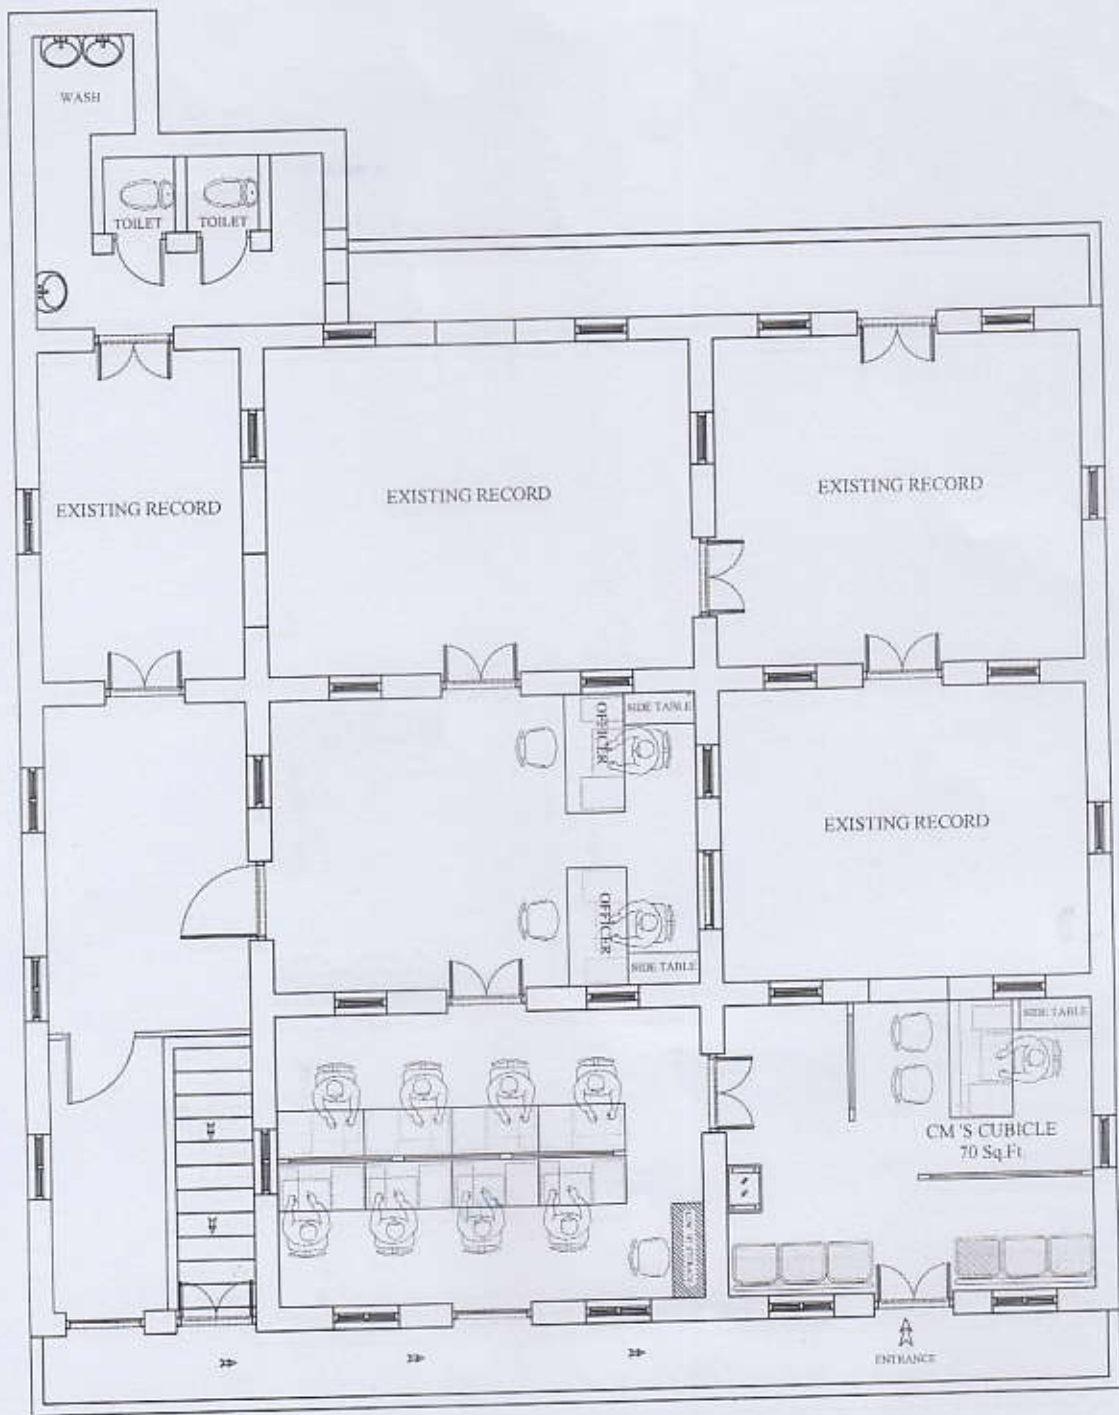 WASH
TOILET
TOILET
EXISTING RECORD
EXISTING RECORD
EXISTING RECORD
OFFICER
SIDE TABLE
EXISTING RECORD
OFFICER
SIDE TABLE
SIDE TABLE
CM'S CUBICLE
70 Sq.Ft.
ENTRANCE